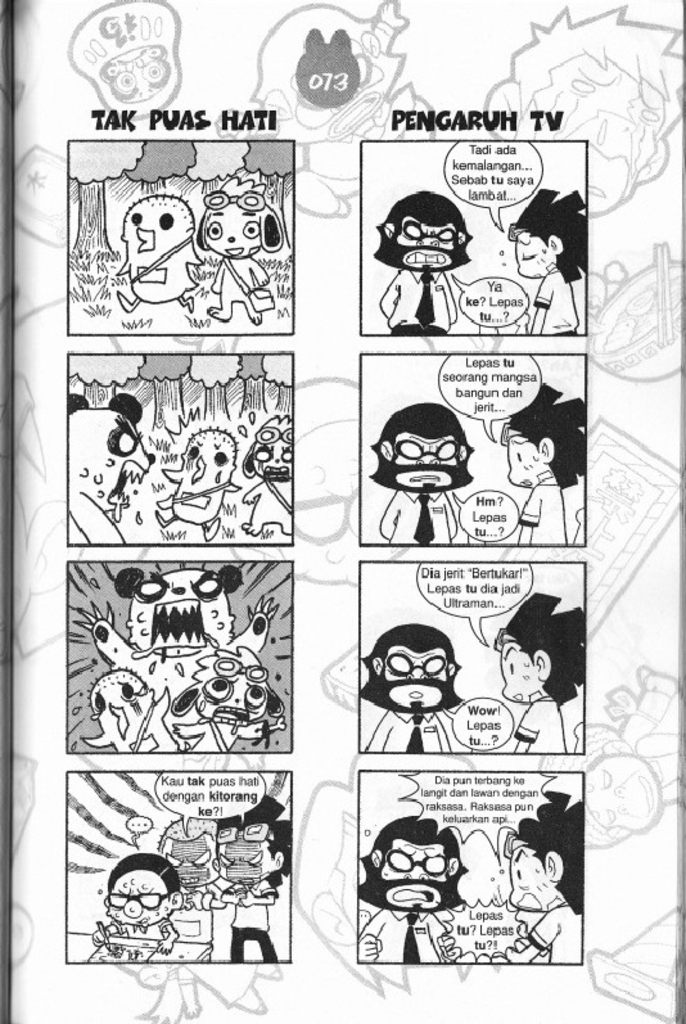 073
TAK PUAS HATI
Kau tak puas hati
dengan kitorang
ke?!
PENGARUH TV
Tadi ada
kemalangan...
Sebab tu saya
lambat...
Ya
ke? Lepas
tu...?
Lepas tu
seorang mangsa
bangun dan
jerit...
Hm?
Lepas
tu...?
Dia jerit "Bertukar!"
Lepas tu dia jadi
Ultraman...
Wow!
Lepas
tu...?
Dia pun terbang ke
langit dan lawan dengan
raksasa. Raksasa pun
keluarkan api...
Lepas
tu? Lepas
tu?!